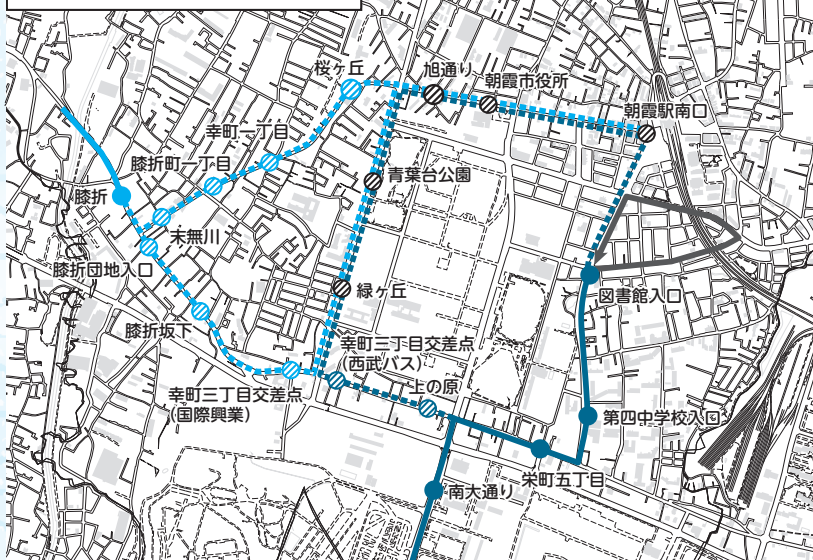 桜ヶ丘
旭通り
朝霞市役所
朝霞駅南口
幸町一丁目
膝折町一丁目
青葉台公園
膝折
末無川
膝折団地入口
緑ヶ丘
図書館入口
膝折坂下
幸町三丁目交差点
（西武バス）
上の原
幸町三丁目交差点
（国際興業）
第四中学校入口
栄町五丁目
南大通り